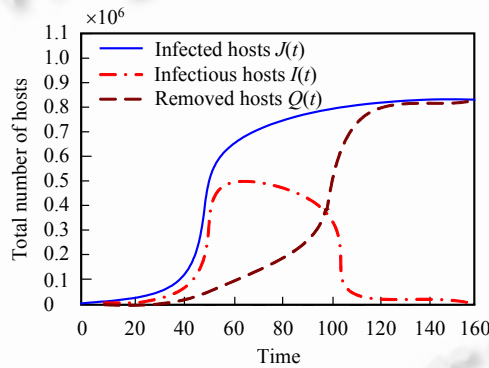 ×10⁶
1.1
1.0
0.9
0.8
0.7
0.6
0.5
0.4
0.3
0.2
0.1
0
Total number of hosts
Infected hosts J(t)
Infectious hosts I(t)
Removed hosts Q(t)
0 20 40 60 80 100 120 140 160
Time